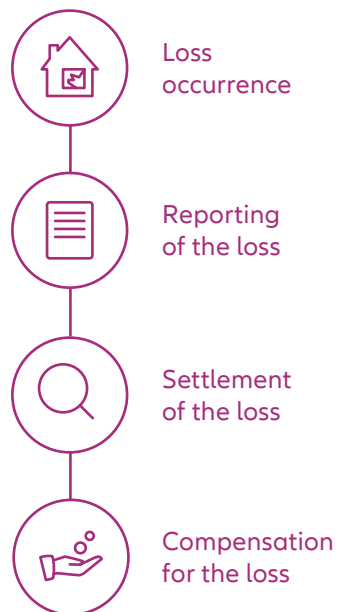 Loss
occurrence
Reporting
of the loss
Settlement
of the loss
Compensation
for the loss